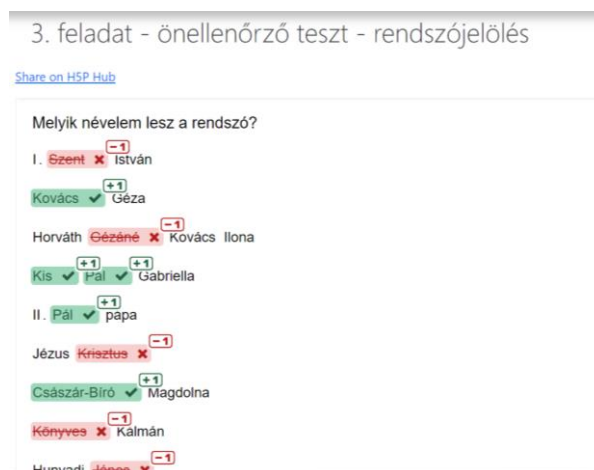 3. feladat - önellenőrző teszt - rendszójelölés
Share on H5P Hub
Melyik névelem lesz a rendszó?
I. Szent -1 István
Kovács +1 Géza
Horváth Gézáné -1 Kovács Ilona
Kis +1 Pál +1 Gabriella
II. Pál +1 pápa
Jézus Krisztus -1
Császár-Bíró +1 Magdolna
Könyves -1 Kálmán
Hunyadi János -1